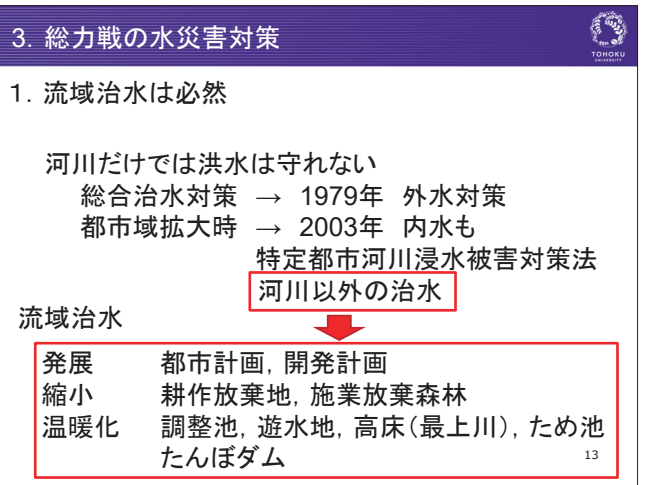 3. 総力戦の水災害対策
TOHOKU
UNIVERSITY
1. 流域治水は必然
河川だけでは洪水は守れない
総合治水対策 → 1979年 外水対策
都市域拡大時 → 2003年 内水も
特定都市河川浸水被害対策法
河川以外の治水
流域治水
発展 都市計画, 開発計画
縮小 耕作放棄地, 施業放棄森林
温暖化 調整池, 遊水地, 高床(最上川), ため池
たんぼダム
13